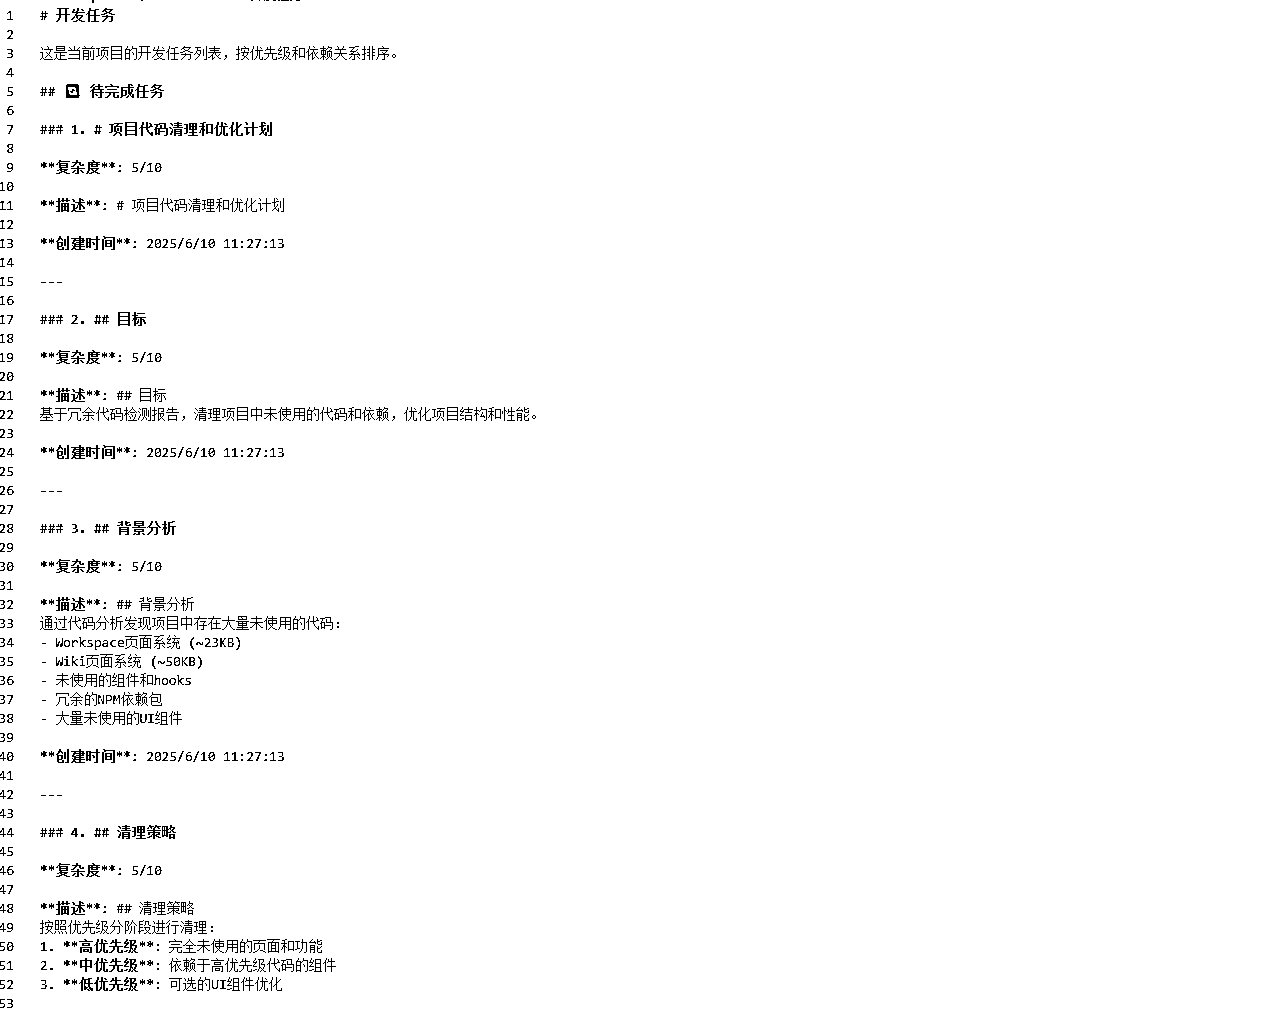 1 # 开发任务
2
3 这是当前项目的开发任务列表，按优先级和依赖关系排序。
4
5 ## 🔄 待完成任务
6
7 ### 1. # 项目代码清理和优化计划
8
9 **复杂度**: 5/10
10
11 **描述**: # 项目代码清理和优化计划
12
13 **创建时间**: 2025/6/10 11:27:13
14
15 ---
16
17 ### 2. ## 目标
18
19 **复杂度**: 5/10
20
21 **描述**: ## 目标
22 基于冗余代码检测报告，清理项目中未使用的代码和依赖，优化项目结构和性能。
23
24 **创建时间**: 2025/6/10 11:27:13
25
26 ---
27
28 ### 3. ## 背景分析
29
30 **复杂度**: 5/10
31
32 **描述**: ## 背景分析
33 通过代码分析发现项目中存在大量未使用的代码：
34 - Workspace页面系统 (~23KB)
35 - Wiki页面系统 (~50KB)
36 - 未使用的组件和hooks
37 - 冗余的NPM依赖包
38 - 大量未使用的UI组件
39
40 **创建时间**: 2025/6/10 11:27:13
41
42 ---
43
44 ### 4. ## 清理策略
45
46 **复杂度**: 5/10
47
48 **描述**: ## 清理策略
49 按照优先级分阶段进行清理：
50 1. **高优先级**: 完全未使用的页面和功能
51 2. **中优先级**: 依赖于高优先级代码的组件
52 3. **低优先级**: 可选的UI组件优化
53